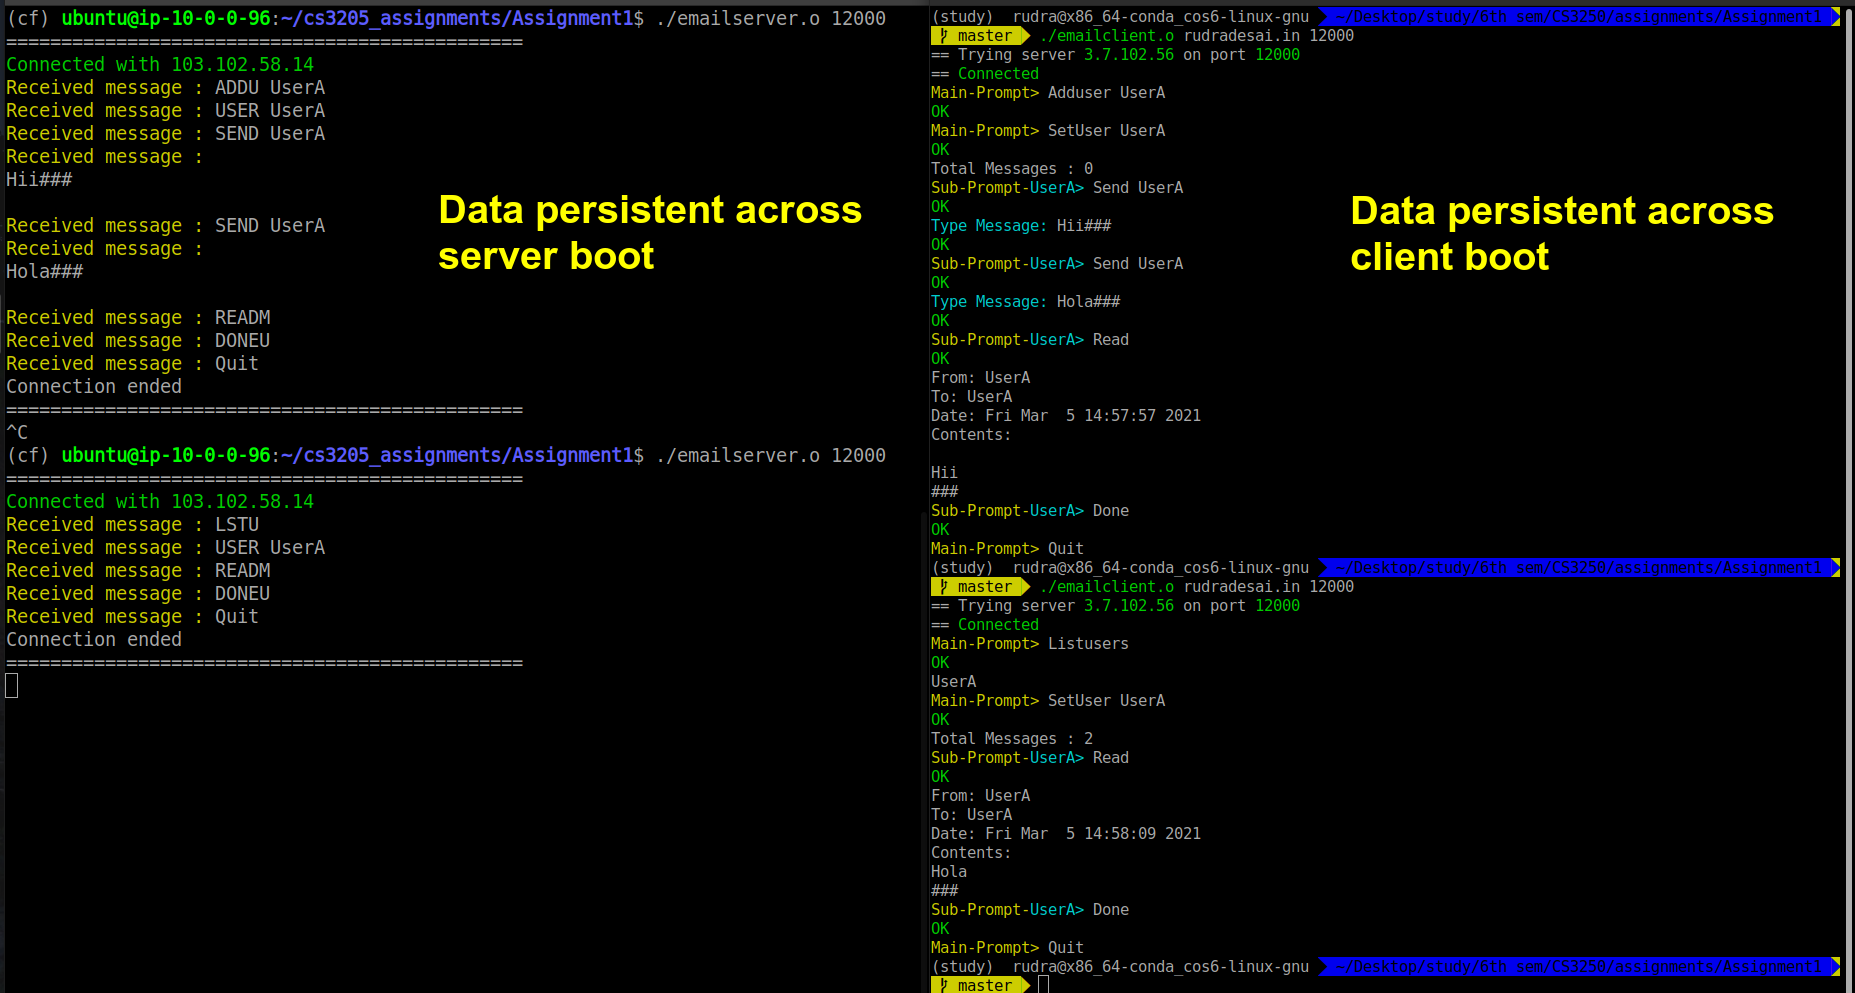 (cf) ubuntu@ip-10-0-0-96:~/cs3205_assignments/Assignment1$ ./emailserver.o 12000
===============================================
Connected with 103.102.58.14
Received message : ADDU UserA
Received message : USER UserA
Received message : SEND UserA
Received message :
Hii###
Received message : SEND UserA
Received message :
Hola###
Received message : READM
Received message : DONEU
Received message : Quit
Connection ended
===============================================
^C
(cf) ubuntu@ip-10-0-0-96:~/cs3205_assignments/Assignment1$ ./emailserver.o 12000
===============================================
Connected with 103.102.58.14
Received message : LSTU
Received message : USER UserA
Received message : READM
Received message : DONEU
Received message : Quit
Connection ended
===============================================
Data persistent across
server boot
(study) rudra@x86_64-conda_cos6-linux-gnu ~/Desktop/study/6th sem/CS3250/assignments/Assignment1
master ./emailclient.o rudradesai.in 12000
== Trying server 3.7.102.56 on port 12000
== Connected
Main-Prompt> Adduser UserA
OK
Main-Prompt> SetUser UserA
OK
Total Messages : 0
Sub-Prompt-UserA> Send UserA
OK
Type Message: Hii###
OK
Sub-Prompt-UserA> Send UserA
OK
Type Message: Hola###
OK
Sub-Prompt-UserA> Read
OK
From: UserA
To: UserA
Date: Fri Mar  5 14:57:57 2021
Contents:
Hii
###
Sub-Prompt-UserA> Done
OK
Main-Prompt> Quit
(study) rudra@x86_64-conda_cos6-linux-gnu ~/Desktop/study/6th sem/CS3250/assignments/Assignment1
master ./emailclient.o rudradesai.in 12000
== Trying server 3.7.102.56 on port 12000
== Connected
Main-Prompt> Listusers
OK
UserA
Main-Prompt> SetUser UserA
OK
Total Messages : 2
Sub-Prompt-UserA> Read
OK
From: UserA
To: UserA
Date: Fri Mar  5 14:58:09 2021
Contents:
Hola
###
Sub-Prompt-UserA> Done
OK
Main-Prompt> Quit
(study) rudra@x86_64-conda_cos6-linux-gnu ~/Desktop/study/6th sem/CS3250/assignments/Assignment1
master
Data persistent across
client boot